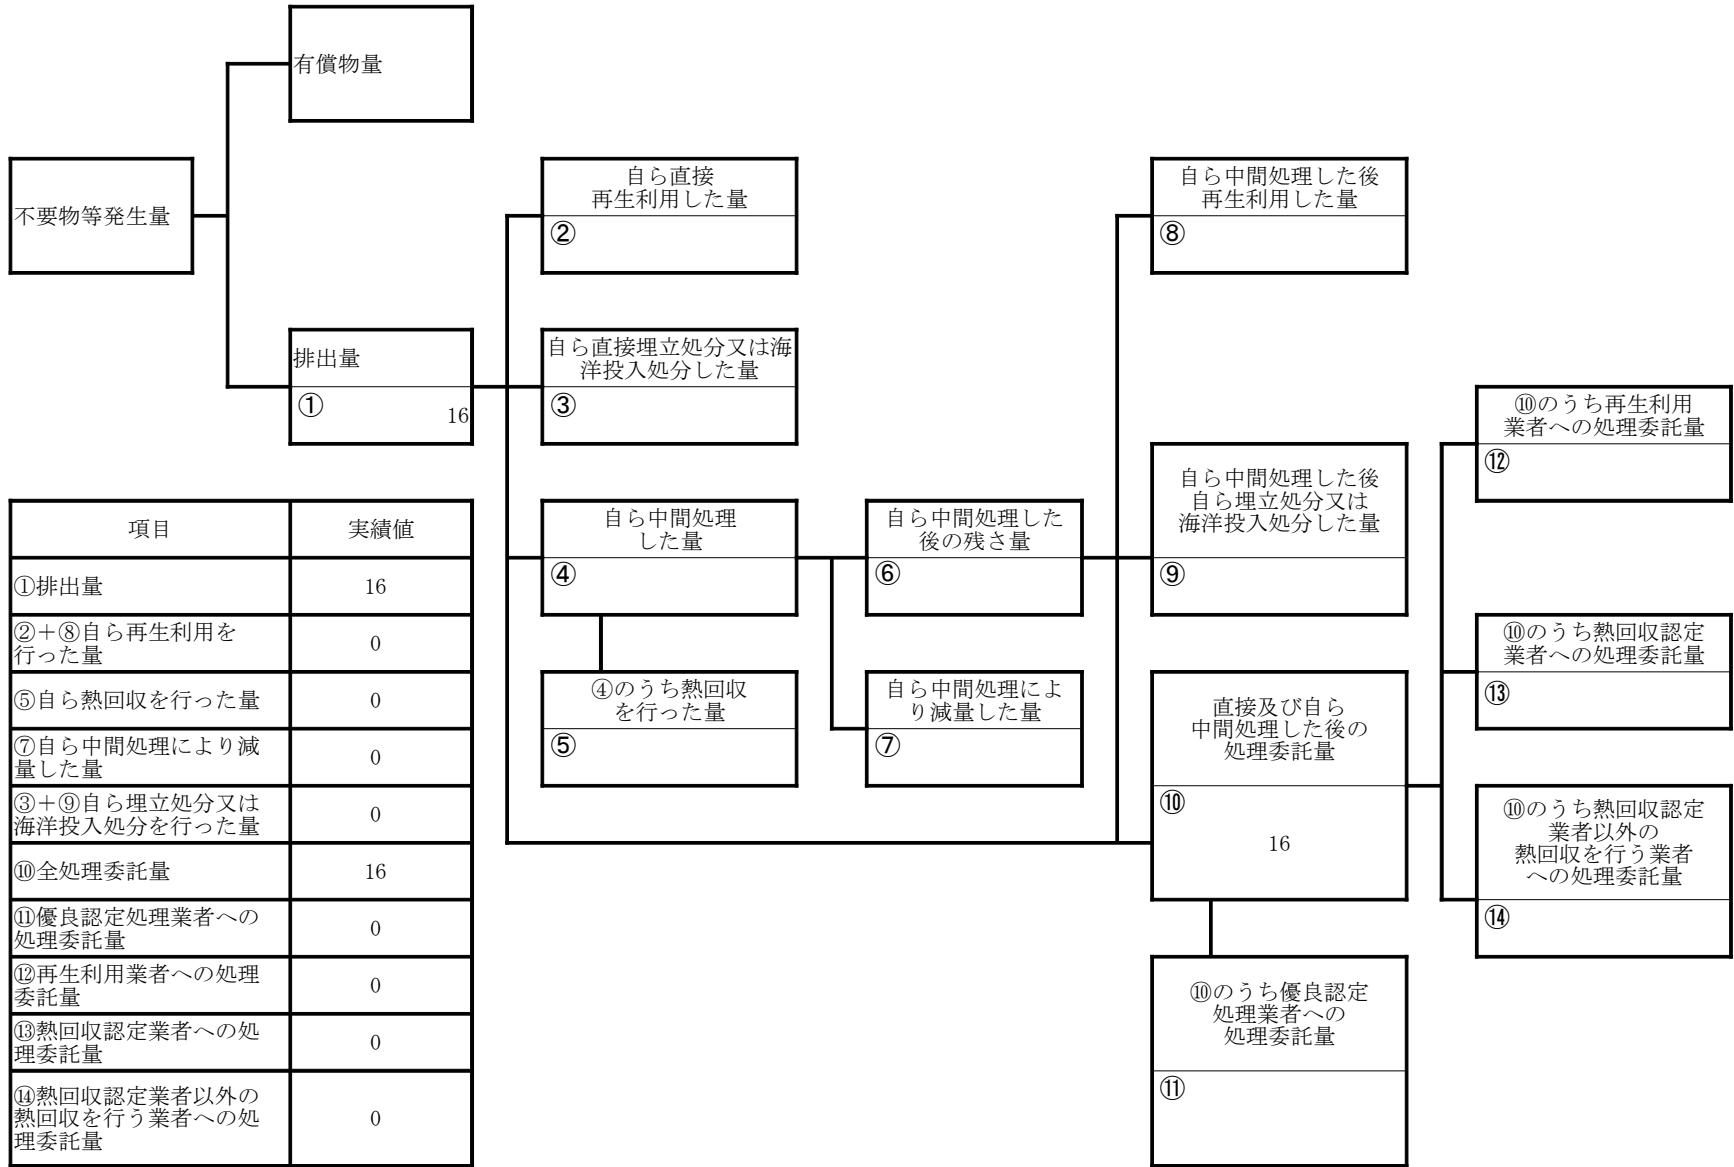 有償物量
不要物等発生量
自ら直接
再生利用した量
②
自ら中間処理した後
再生利用した量
⑧
排出量
①
16
自ら直接埋立処分又は海
洋投入処分した量
③
⑩のうち再生利用
業者への処理委託量
⑫
自ら中間処理
した量
④
自ら中間処理した
後の残さ量
⑥
自ら中間処理した後
自ら埋立処分又は
海洋投入処分した量
⑨
⑩のうち熱回収認定
業者への処理委託量
⑬
④のうち熱回収
を行った量
⑤
自ら中間処理によ
り減量した量
⑦
直接及び自ら
中間処理した後の
処理委託量
⑩
16
⑩のうち熱回収認定
業者以外の
熱回収を行う業者
への処理委託量
⑭
⑩のうち優良認定
処理業者への
処理委託量
⑪
項目 実績値
①排出量 16
②+⑧自ら再生利用を
行った量 0
⑤自ら熱回収を行った量 0
⑦自ら中間処理により減
量した量 0
③+⑨自ら埋立処分又は
海洋投入処分を行った量 0
⑩全処理委託量 16
⑪優良認定処理業者への
処理委託量 0
⑫再生利用業者への処理
委託量 0
⑬熱回収認定業者への処
理委託量 0
⑭熱回収認定業者以外の
熱回収を行う業者への処
理委託量 0